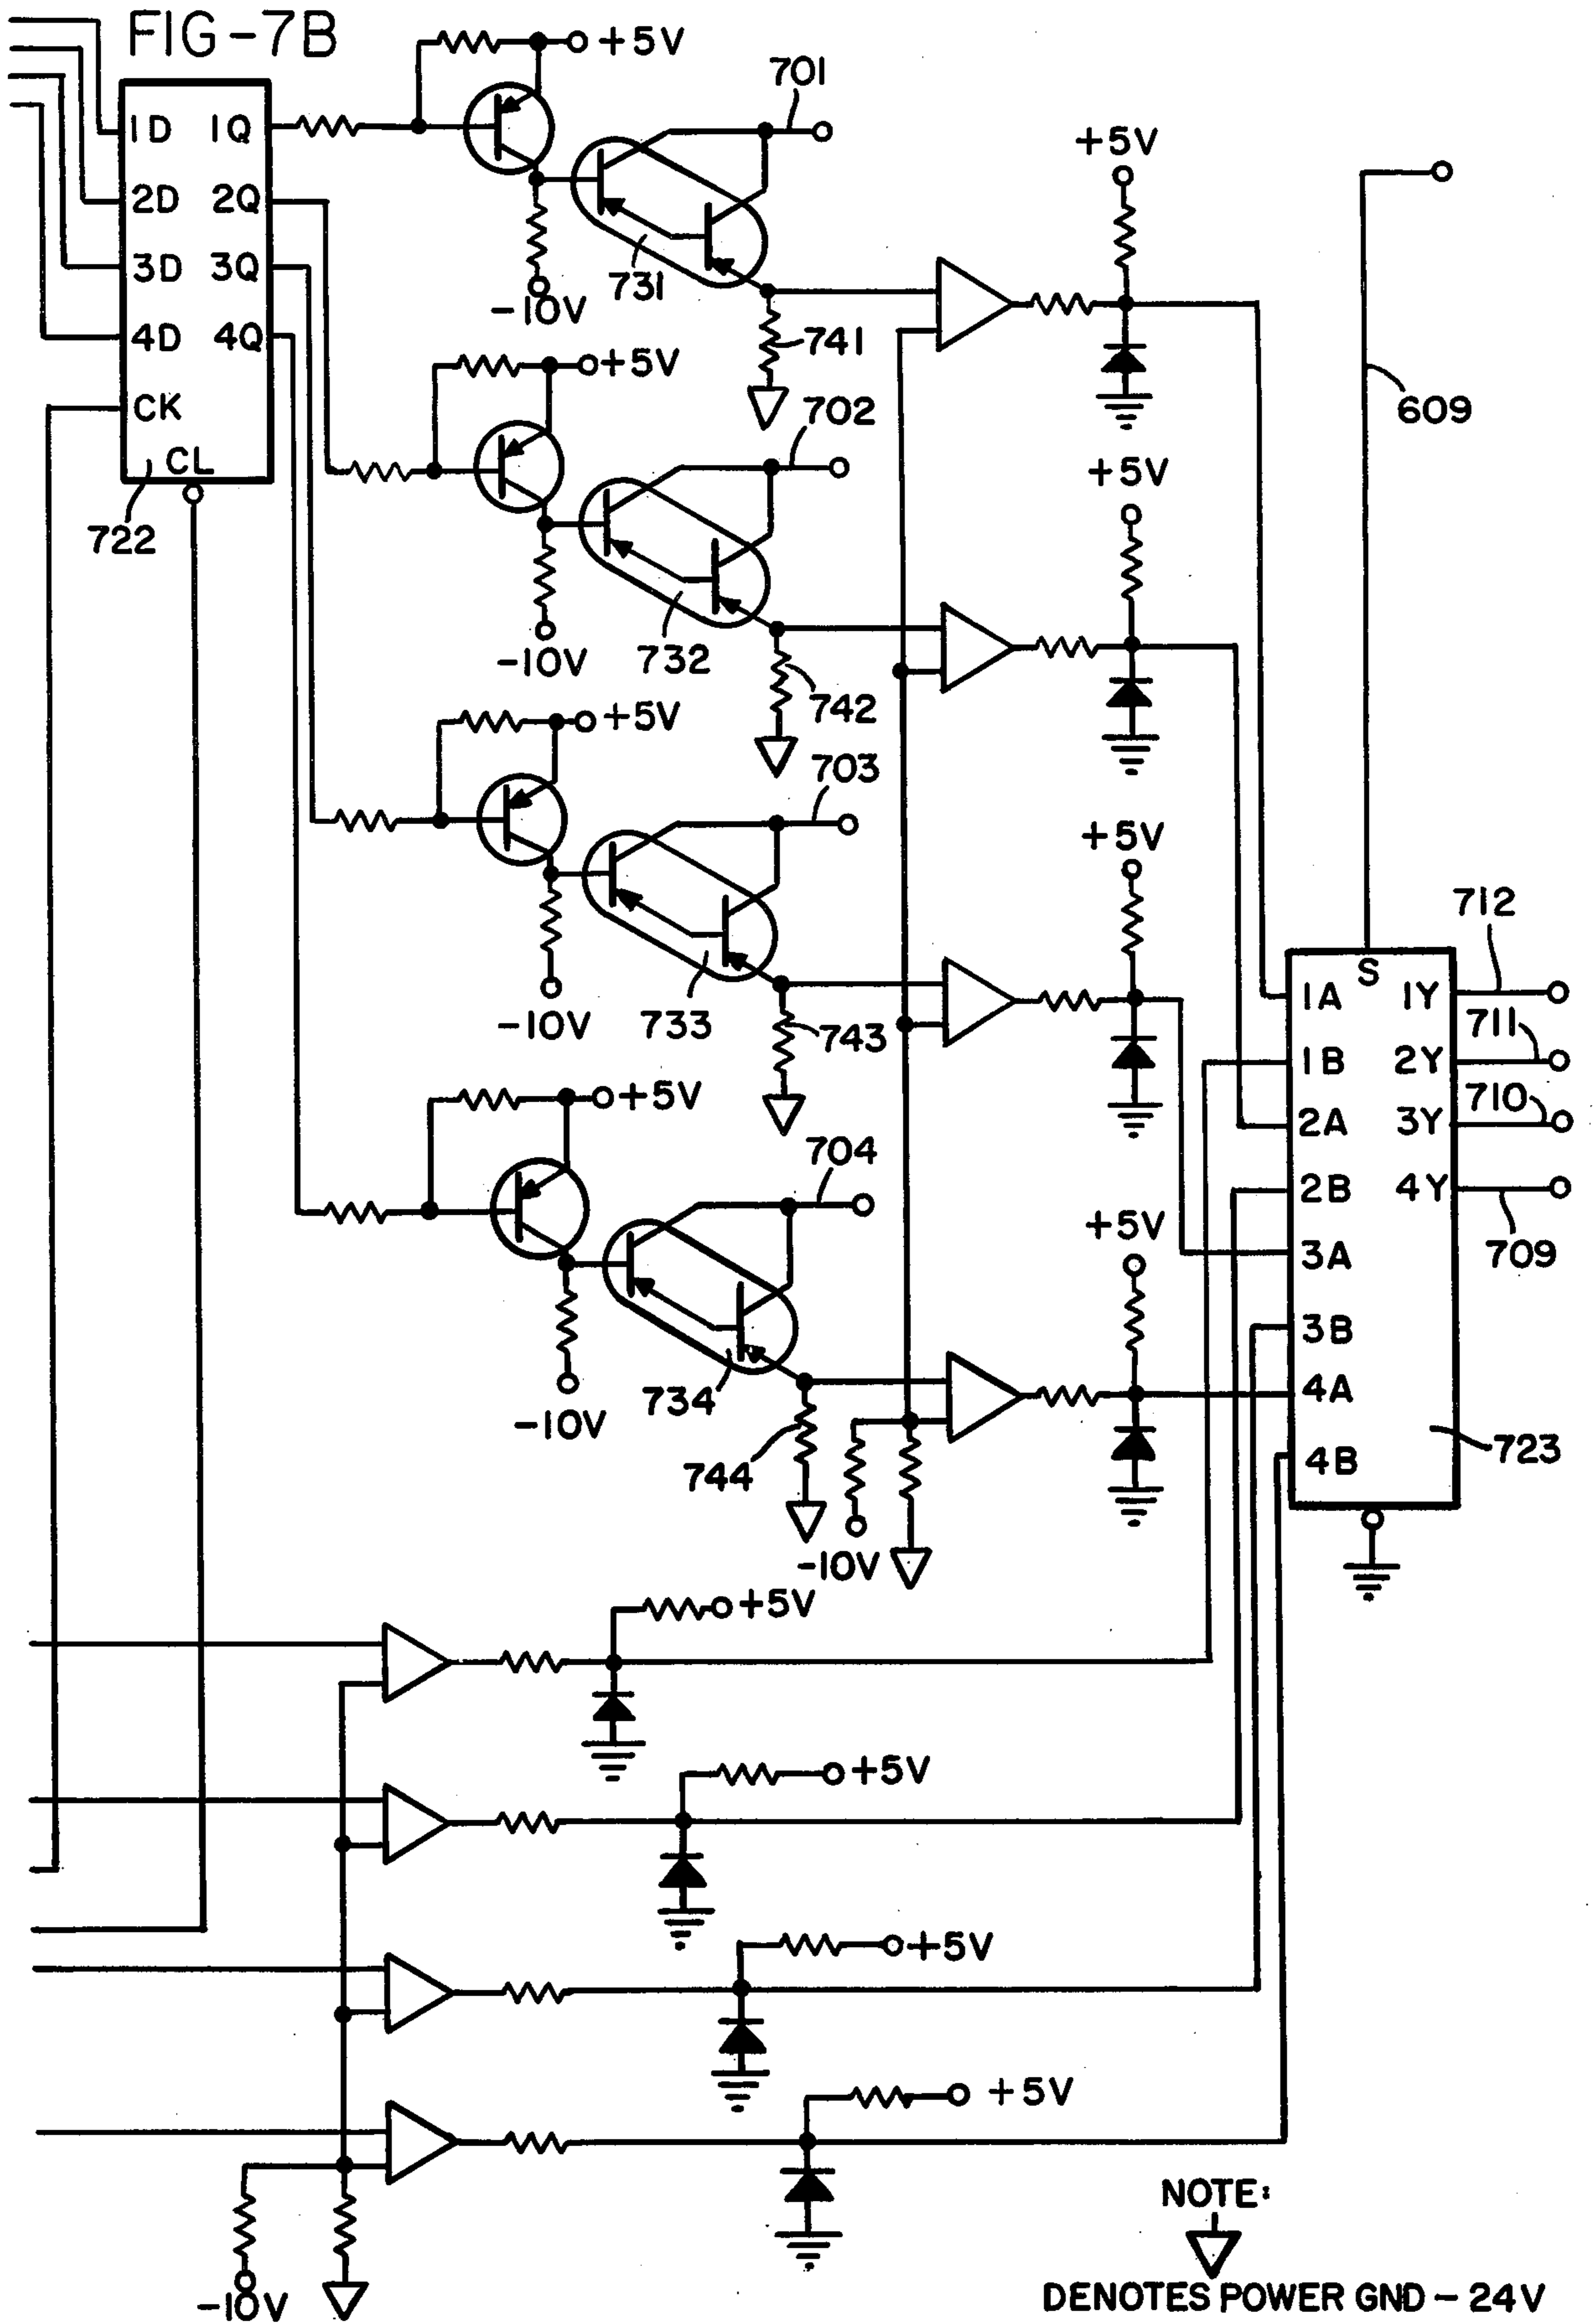 FIG-7B
+5V
701
1D 1Q
2D 2Q
3D 3Q
4D 4Q
CK
CL
722
-10V
731
741
+5V
609
+5V
702
-10V
732
742
+5V
+5V
703
-10V
733
743
+5V
+5V
704
-10V
734
744
+5V
-10V
S
1A 1Y
1B 2Y
2A 3Y
2B 4Y
3A
3B
4A
4B
712
711
710
709
723
+5V
+5V
+5V
+5V
-10V
NOTE:
DENOTES POWER GND - 24V